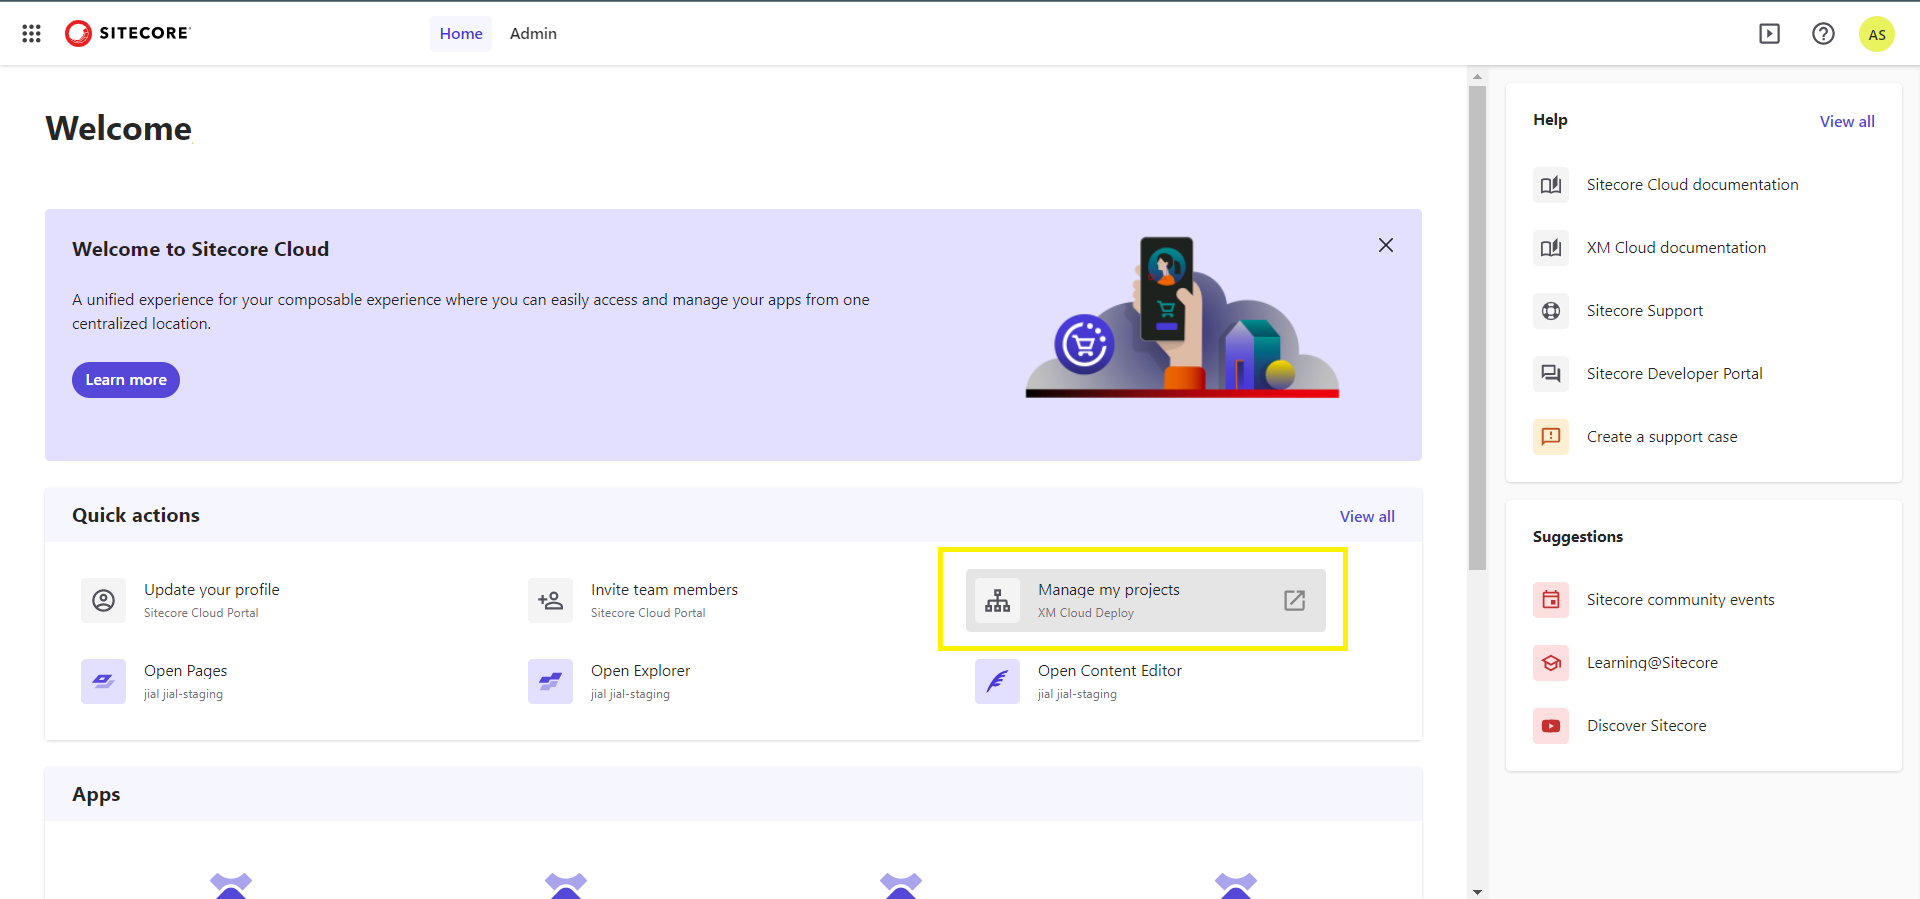 SITECORE
Home
Admin
AS
Welcome
Welcome to Sitecore Cloud
A unified experience for your composable experience where you can easily access and manage your apps from one
centralized location.
Learn more
Quick actions
View all
Update your profile
Sitecore Cloud Portal
Invite team members
Sitecore Cloud Portal
Manage my projects
XM Cloud Deploy
Open Pages
jial jial-staging
Open Explorer
jial jial-staging
Open Content Editor
jial jial-staging
Apps
Help
View all
Sitecore Cloud documentation
XM Cloud documentation
Sitecore Support
Sitecore Developer Portal
Create a support case
Suggestions
Sitecore community events
Learning@Sitecore
Discover Sitecore